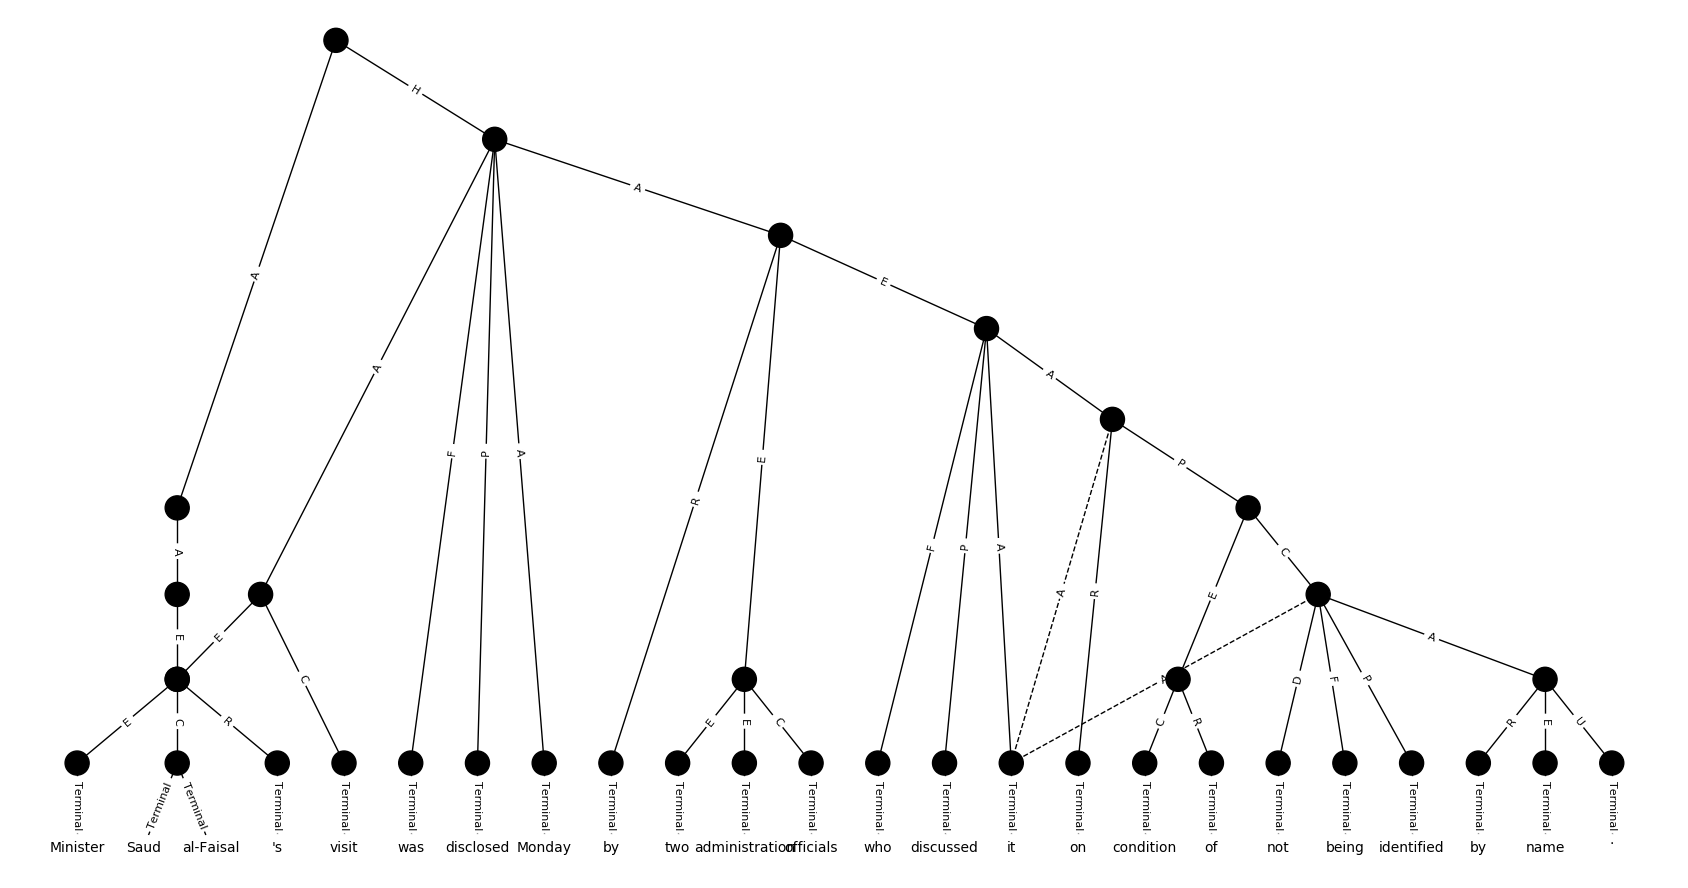 H
A
A E
A A
F P A E P
R
A F P A C
A R E
E E A
C A D F P
E C R E E C C R R E U
Terminal Terminal Terminal Terminal Terminal Terminal Terminal Terminal Terminal Terminal Terminal Terminal Terminal Terminal Terminal Terminal Terminal Terminal Terminal Terminal Terminal Terminal Terminal Terminal
Minister Saud al-Faisal 's visit was disclosed Monday by two administration officials who discussed it on condition of not being identified by name .